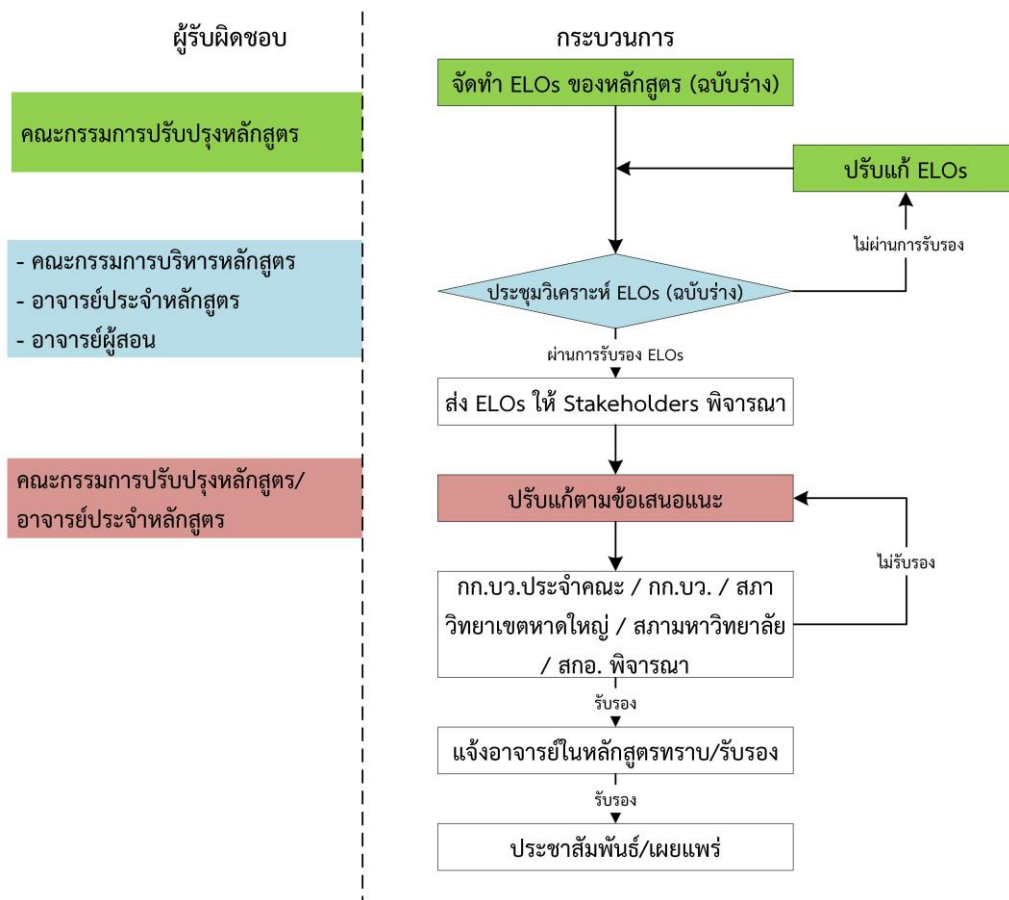 ผู้รับผิดชอบ
กระบวนการ
จัดทำ ELOs ของหลักสูตร (ฉบับร่าง)
คณะกรรมการปรับปรุงหลักสูตร
ปรับแก้ ELOs
ไม่ผ่านการรับรอง
- คณะกรรมการบริหารหลักสูตร
- อาจารย์ประจำหลักสูตร
- อาจารย์ผู้สอน
ประชุมวิเคราะห์ ELOs (ฉบับร่าง)
ผ่านการรับรอง ELOs
ส่ง ELOs ให้ Stakeholders พิจารณา
คณะกรรมการปรับปรุงหลักสูตร/
อาจารย์ประจำหลักสูตร
ปรับแก้ตามข้อเสนอแนะ
ไม่รับรอง
กก.บว.ประจำคณะ / กก.บว. / สภา
วิทยาเขตหาดใหญ่ / สภามหาวิทยาลัย
/ สกอ. พิจารณา
รับรอง
แจ้งอาจารย์ในหลักสูตรทราบ/รับรอง
รับรอง
ประชาสัมพันธ์/เผยแพร่